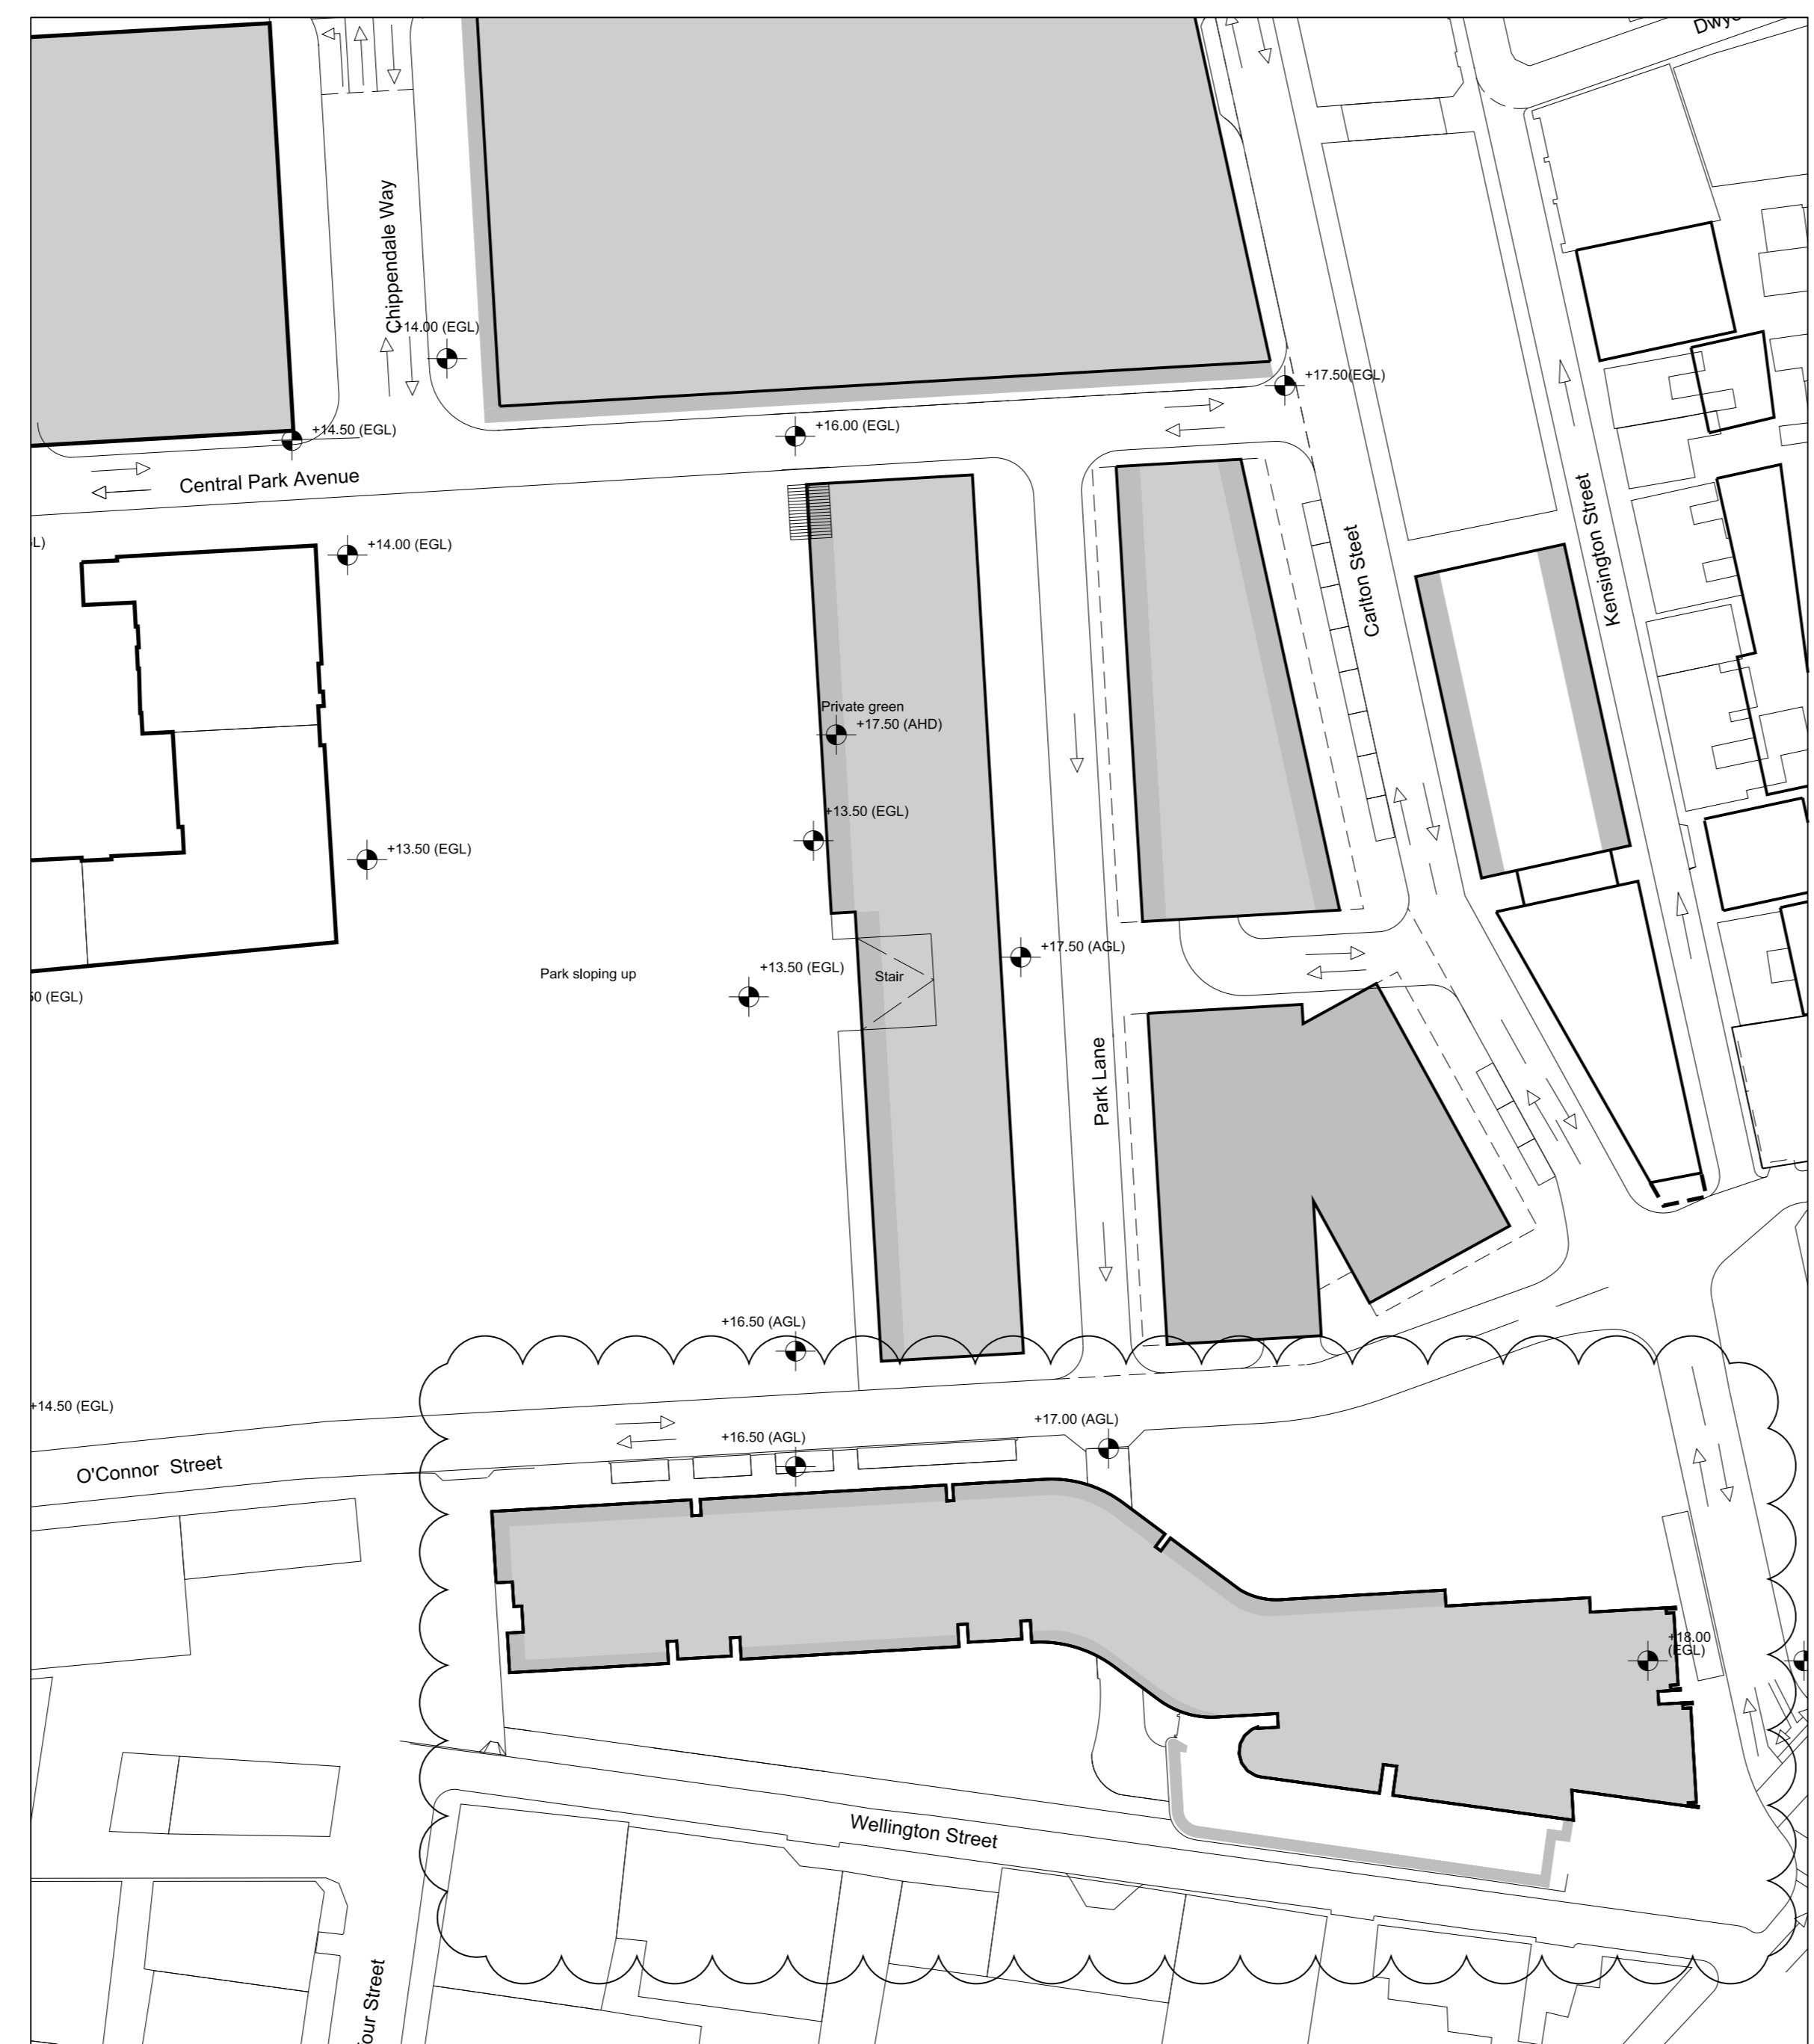 Chippendale Way
+14.00 (EGL)
+17.50(EGL)
+14.50 (EGL)
+16.00 (EGL)
Central Park Avenue
+14.00 (EGL)
Carlton Steet
Kensington Street
Private green
+17.50 (AHD)
+13.50 (EGL)
+13.50 (EGL)
+17.50 (AGL)
+13.50 (EGL)
Park sloping up
Stair
(EGL)
Park Lane
+16.50 (AGL)
+14.50 (EGL)
+17.00 (AGL)
+16.50 (AGL)
O'Connor Street
+18.00
(EGL)
Wellington Street
Street